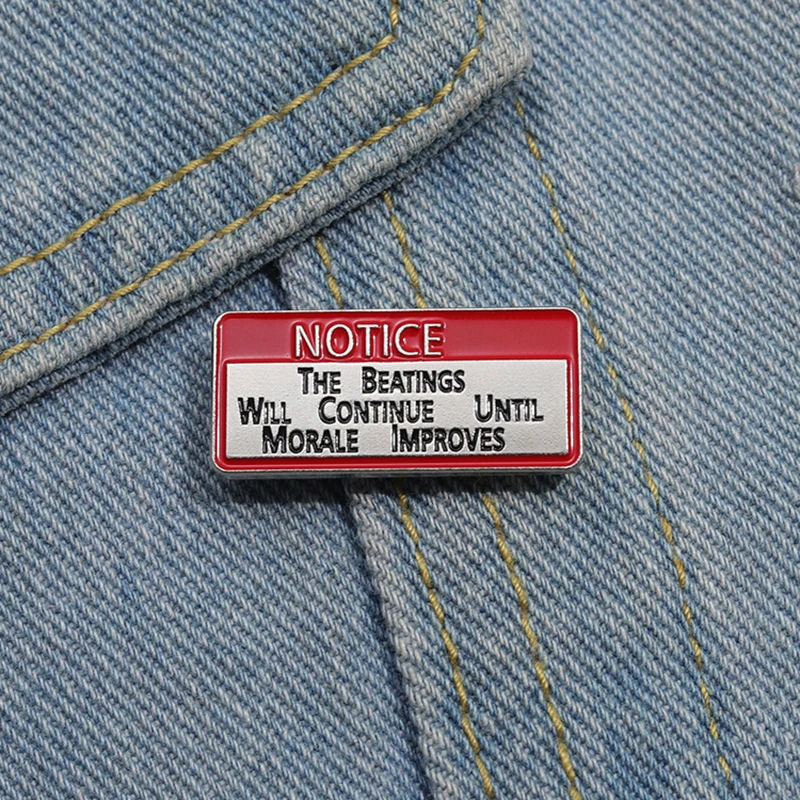 NOTICE
The Beatings
Will Continue Until
Morale Improves